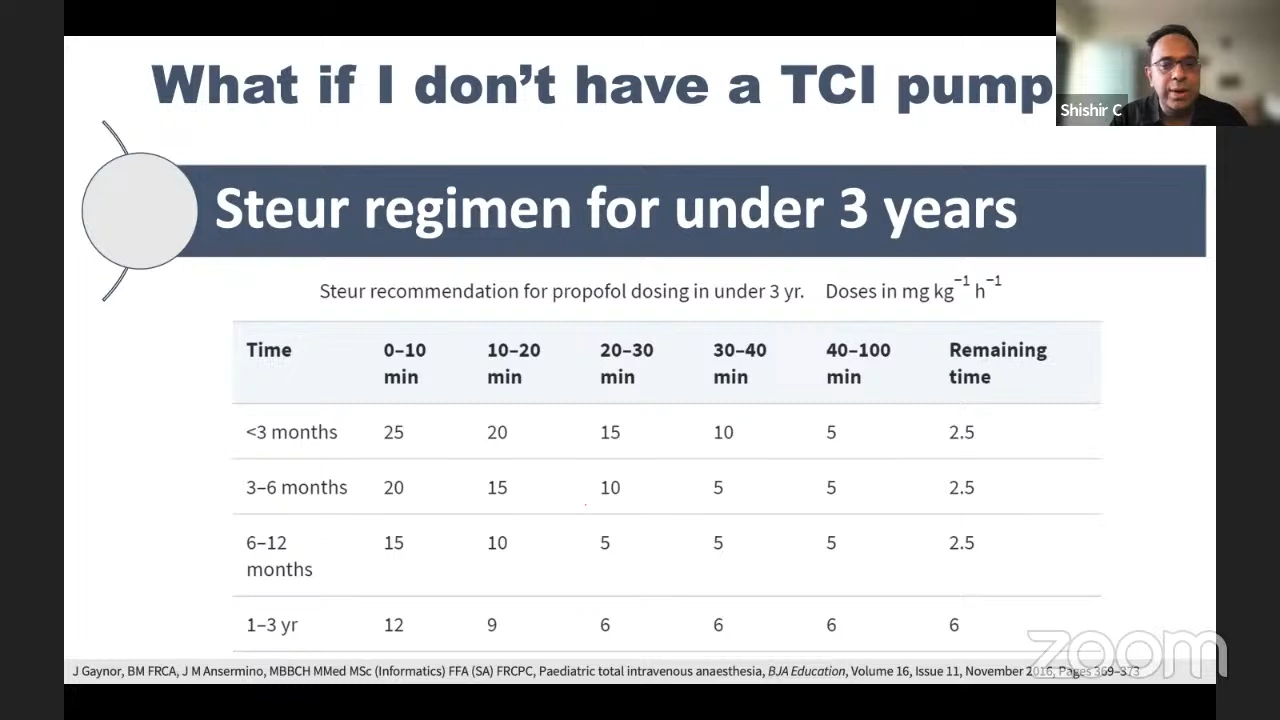 What if I don't have a TCI pump
Shishir C
Steur regimen for under 3 years
Steur recommendation for propofol dosing in under 3 yr. Doses in mg kg⁻¹ h⁻¹
Time 0–10 min 10–20 min 20–30 min 30–40 min 40–100 min Remaining time
<3 months 25 20 15 10 5 2.5
3–6 months 20 15 10 5 5 2.5
6–12 months 15 10 5 5 5 2.5
1–3 yr 12 9 6 6 6 6
zoom
J Gaynor, BM FRCA, J M Ansermino, MBBCH MMed MSc (Informatics) FFA (SA) FRCPC, Paediatric total intravenous anaesthesia, BJA Education, Volume 16, Issue 11, November 2016, Pages 369–373